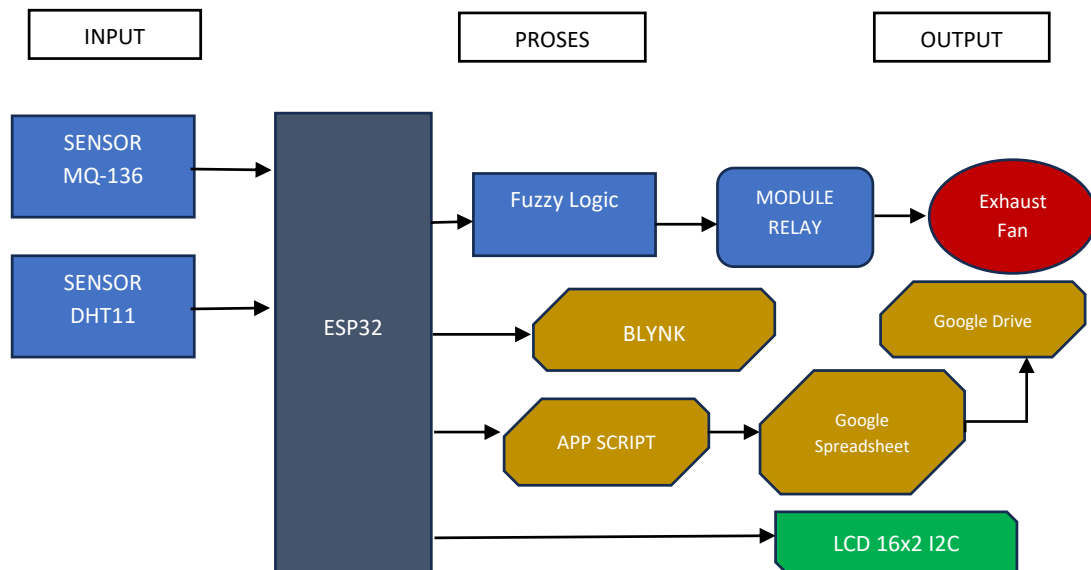 INPUT
PROSES
OUTPUT
SENSOR
MQ-136
SENSOR
DHT11
ESP32
Fuzzy Logic
MODULE
RELAY
Exhaust
Fan
BLYNK
Google Drive
APP SCRIPT
Google
Spreadsheet
LCD 16x2 I2C